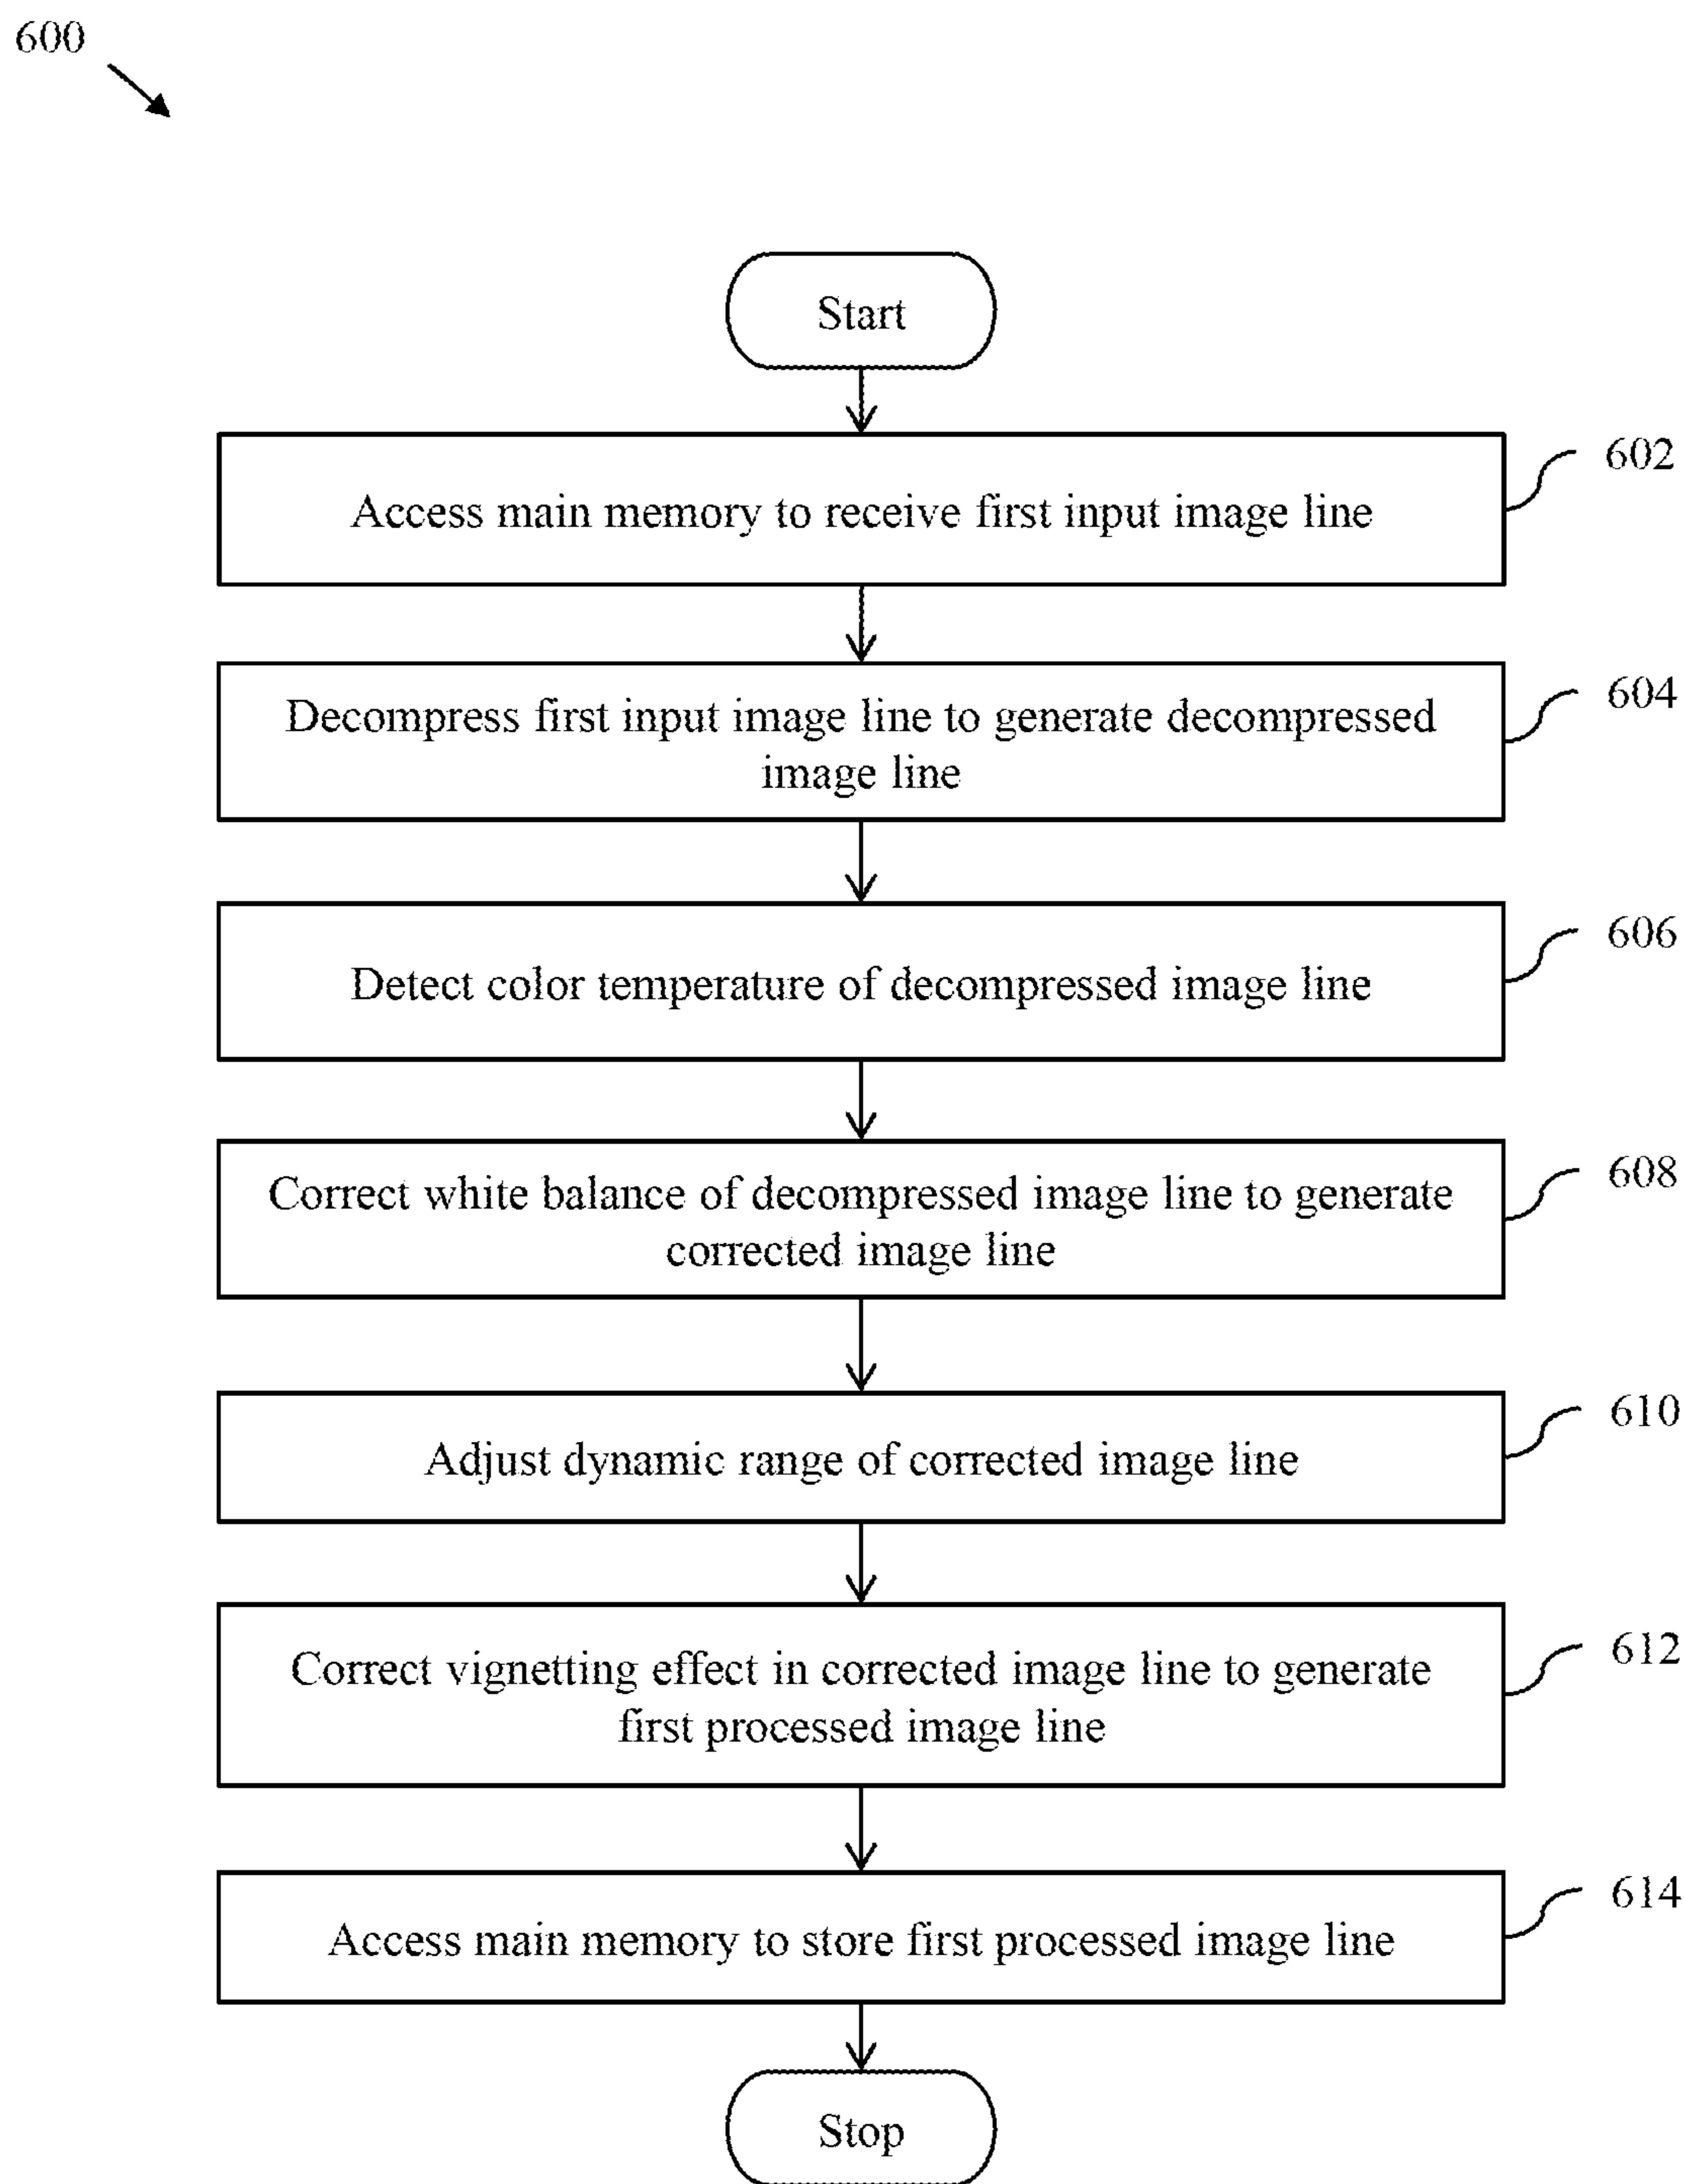 600
Start
Access main memory to receive first input image line
602
Decompress first input image line to generate decompressed
image line
604
Detect color temperature of decompressed image line
606
Correct white balance of decompressed image line to generate
corrected image line
608
Adjust dynamic range of corrected image line
610
Correct vignetting effect in corrected image line to generate
first processed image line
612
Access main memory to store first processed image line
614
Stop